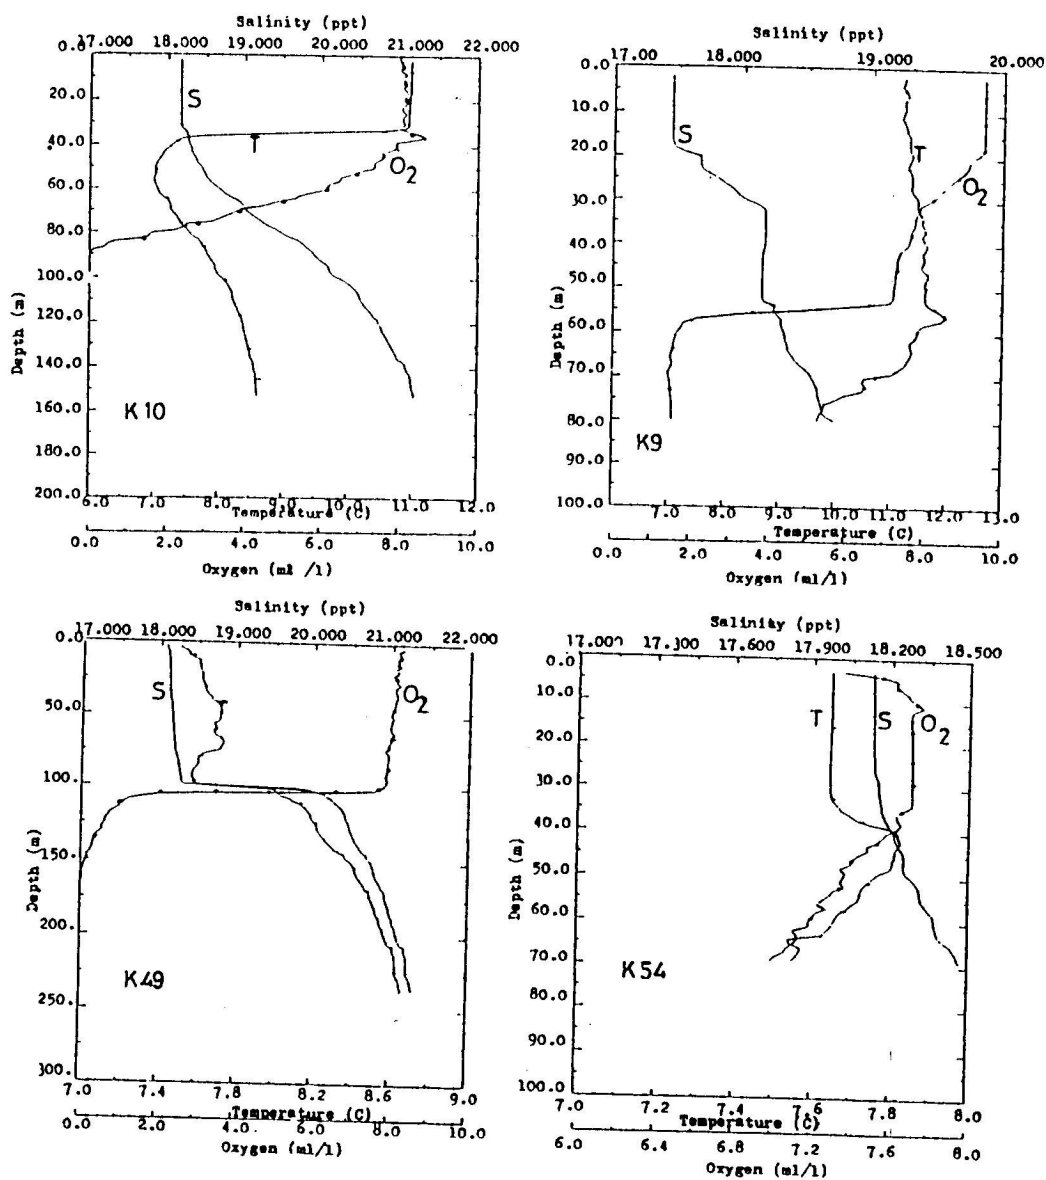 Salinity (ppt)
17.000 18.000 19.000 20.000 21.000 22.000
0.0
20.0
40.0
60.0
80.0
100.0
120.0
140.0
160.0
180.0
200.0
Depth (m)
S
T
O2
K10
6.0 7.0 8.0 9.0 10.0 11.0 12.0
Temperature (C)
0.0 2.0 4.0 6.0 8.0 10.0
Oxygen (ml /l)
Salinity (ppt)
17.000 18.000 19.000 20.000
0.0
10.0
20.0
30.0
40.0
50.0
60.0
70.0
80.0
90.0
100.0
Depth (m)
S
T
O2
K9
7.0 8.0 9.0 10.0 11.0 12.0 13.0
Temperature (C)
0.0 2.0 4.0 6.0 8.0 10.0
Oxygen (ml/l)
Salinity (ppt)
17.000 18.000 19.000 20.000 21.000 22.000
0.0
50.0
100.
150.0
200.
250.0
300.0
Depth (m)
S
T
O2
K49
7.0 7.4 7.8 8.2 8.6 9.0
Temperature (C)
0.0 2.0 4.0 6.0 8.0 10.0
Oxygen (ml/l)
Salinity (ppt)
17.000 17.300 17.600 17.900 18.200 18.500
0.0
10.0
20.0
30.0
40.0
50.0
60.0
70.0
80.0
90.0
100.0
Depth (m)
T
S
O2
K54
7.0 7.2 7.4 7.6 7.8 8.0
Temperature (C)
6.0 6.4 6.8 7.2 7.6 8.0
Oxygen (ml/l)